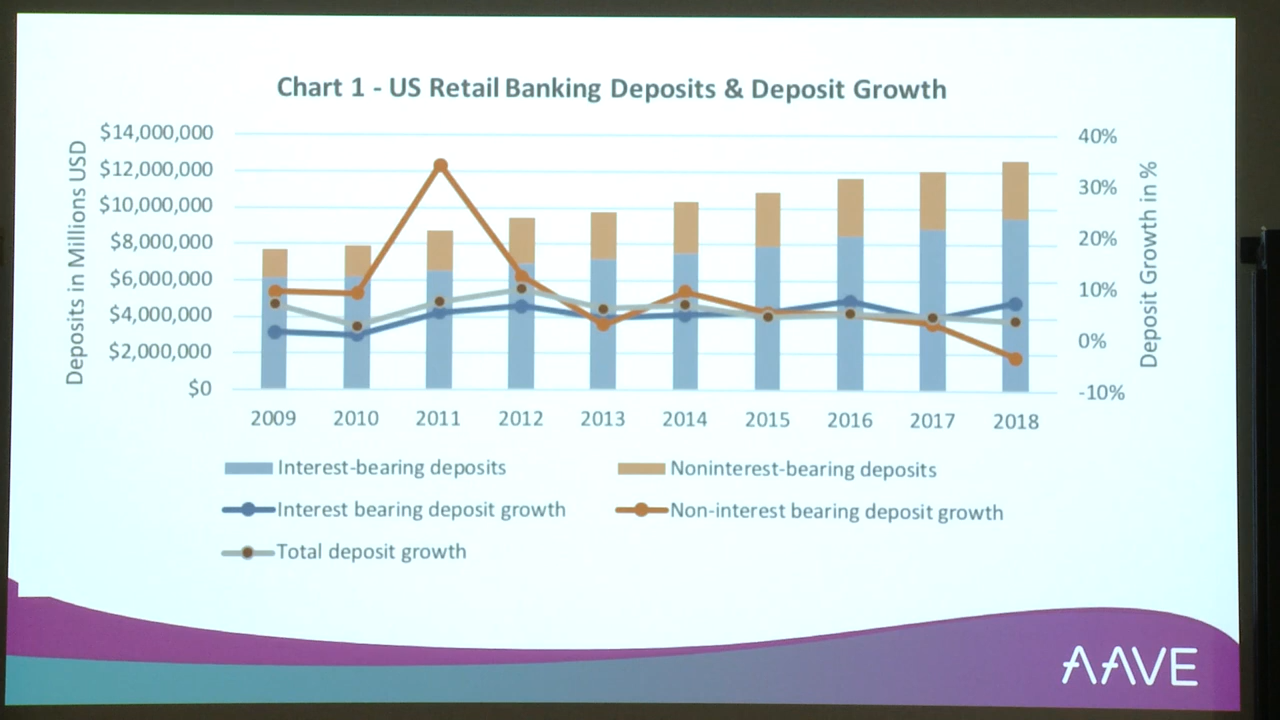 Chart 1 - US Retail Banking Deposits & Deposit Growth
Deposits in Millions USD
$14,000,000
$12,000,000
$10,000,000
$8,000,000
$6,000,000
$4,000,000
$2,000,000
$0
40%
30%
20%
10%
0%
-10%
Deposit Growth in %
2009 2010 2011 2012 2013 2014 2015 2016 2017 2018
Interest-bearing deposits
Noninterest-bearing deposits
Interest bearing deposit growth
Non-interest bearing deposit growth
Total deposit growth
AAVE